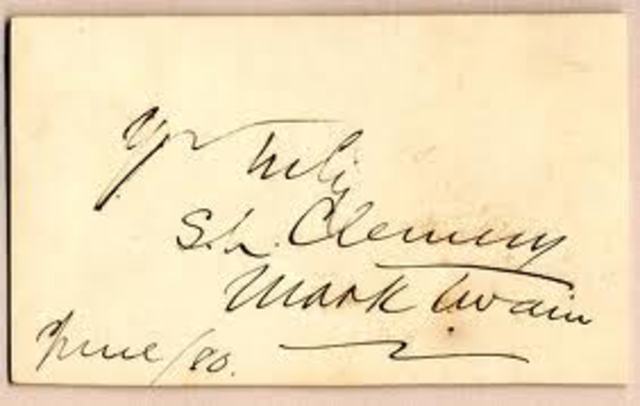 Yr Truly
S. L. Clemens
Mark Twain
June/80.